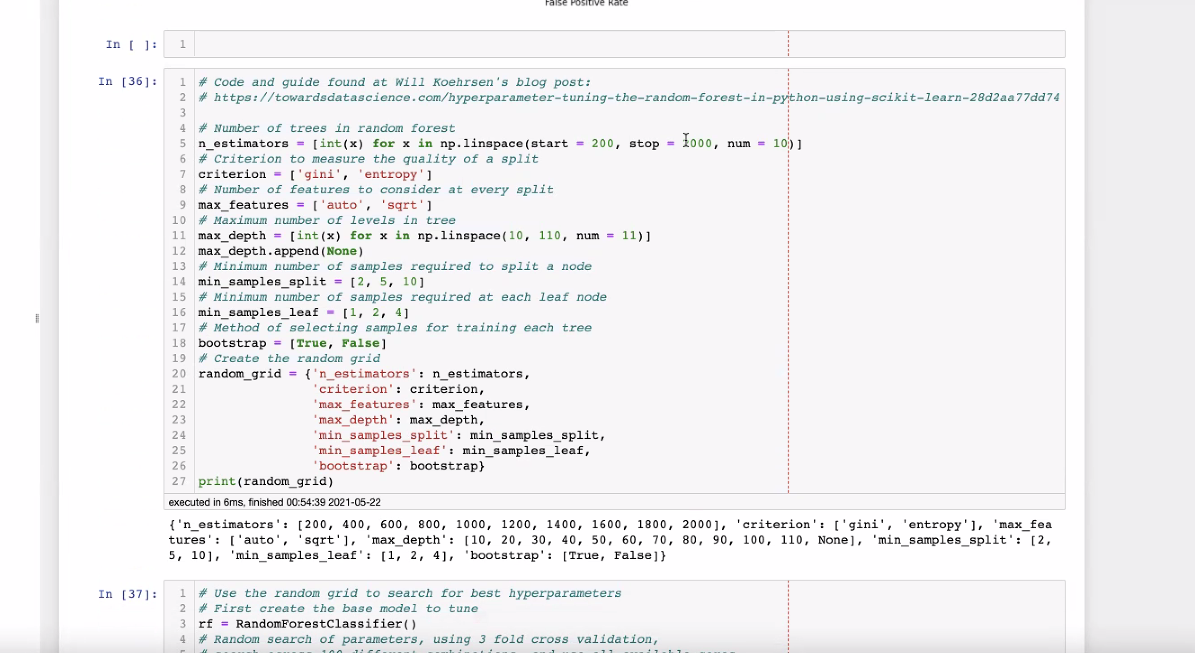 False Positive Rate
In [ ]:
1
In [36]:
1 # Code and guide found at Will Koehrsen's blog post:
2 # https://towardsdatascience.com/hyperparameter-tuning-the-random-forest-in-python-using-scikit-learn-28d2aa77dd74
3
4 # Number of trees in random forest
5 n_estimators = [int(x) for x in np.linspace(start = 200, stop = 2000, num = 10)]
6 # Criterion to measure the quality of a split
7 criterion = ['gini', 'entropy']
8 # Number of features to consider at every split
9 max_features = ['auto', 'sqrt']
10 # Maximum number of levels in tree
11 max_depth = [int(x) for x in np.linspace(10, 110, num = 11)]
12 max_depth.append(None)
13 # Minimum number of samples required to split a node
14 min_samples_split = [2, 5, 10]
15 # Minimum number of samples required at each leaf node
16 min_samples_leaf = [1, 2, 4]
17 # Method of selecting samples for training each tree
18 bootstrap = [True, False]
19 # Create the random grid
20 random_grid = {'n_estimators': n_estimators,
21 'criterion': criterion,
22 'max_features': max_features,
23 'max_depth': max_depth,
24 'min_samples_split': min_samples_split,
25 'min_samples_leaf': min_samples_leaf,
26 'bootstrap': bootstrap}
27 print(random_grid)
executed in 6ms, finished 00:54:39 2021-05-22
{'n_estimators': [200, 400, 600, 800, 1000, 1200, 1400, 1600, 1800, 2000], 'criterion': ['gini', 'entropy'], 'max_fea
tures': ['auto', 'sqrt'], 'max_depth': [10, 20, 30, 40, 50, 60, 70, 80, 90, 100, 110, None], 'min_samples_split': [2,
5, 10], 'min_samples_leaf': [1, 2, 4], 'bootstrap': [True, False]}
In [37]:
1 # Use the random grid to search for best hyperparameters
2 # First create the base model to tune
3 rf = RandomForestClassifier()
4 # Random search of parameters, using 3 fold cross validation,